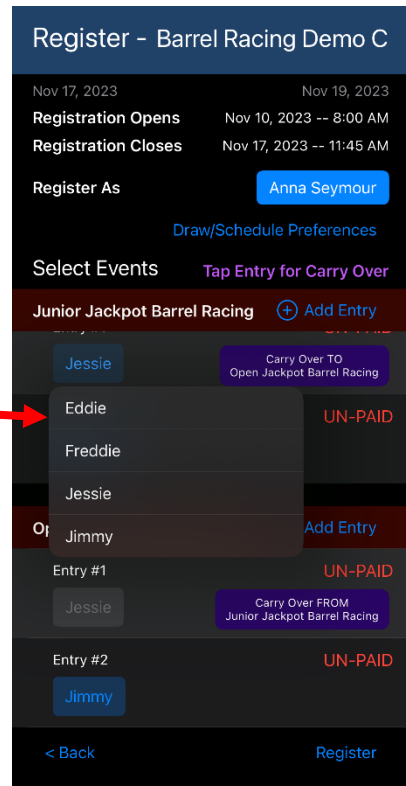 Register - Barrel Racing Demo C
Nov 17, 2023 Nov 19, 2023
Registration Opens Nov 10, 2023 -- 8:00 AM
Registration Closes Nov 17, 2023 -- 11:45 AM
Register As Anna Seymour
Draw/Schedule Preferences
Select Events Tap Entry for Carry Over
Junior Jackpot Barrel Racing Add Entry
Jessie
Carry Over TO
Open Jackpot Barrel Racing
Eddie
UN-PAID
Freddie
Jessie
Jimmy
Add Entry
Entry #1 UN-PAID
Jessie
Carry Over FROM
Junior Jackpot Barrel Racing
Entry #2 UN-PAID
Jimmy
< Back Register